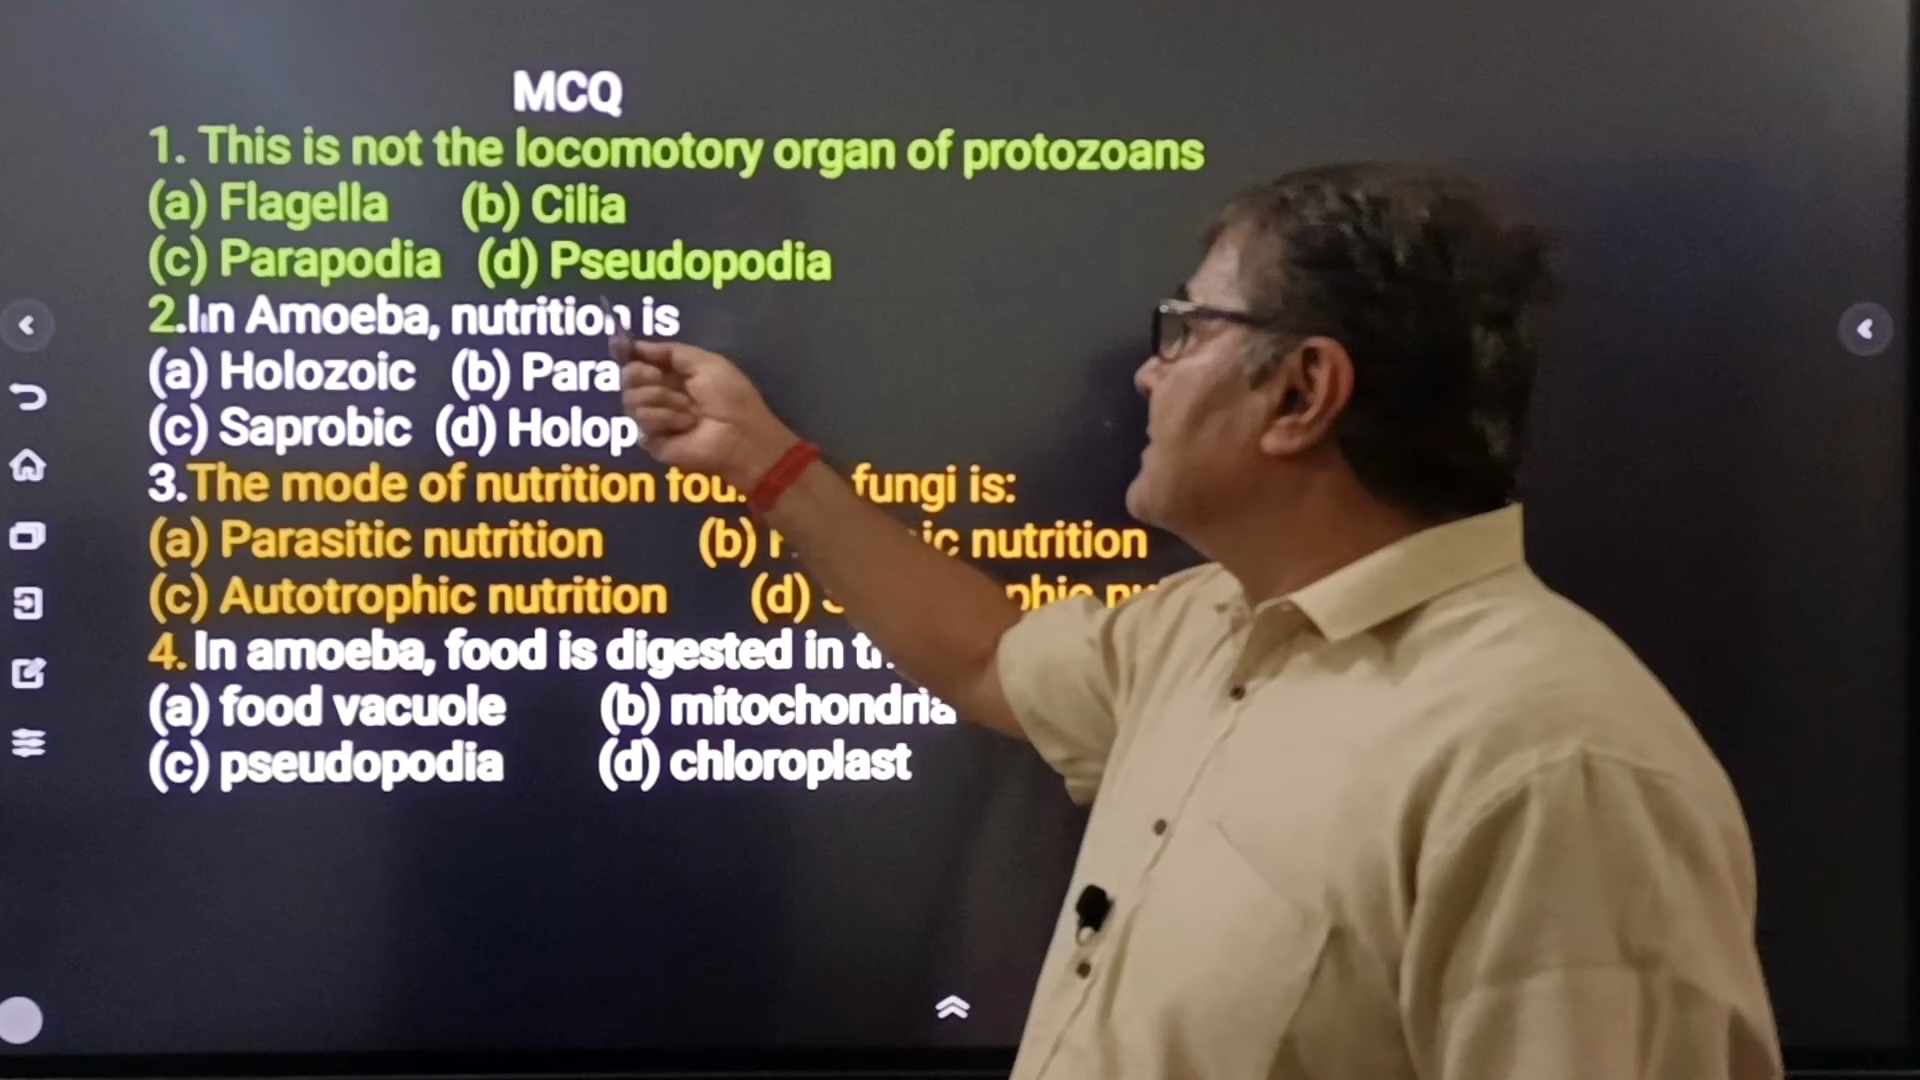 MCQ
1. This is not the locomotory organ of protozoans
(a) Flagella (b) Cilia
(c) Parapodia (d) Pseudopodia
2.In Amoeba, nutrition is
(a) Holozoic (b)
(c) Saprobic (d)
3.The mode of nutrition fungi is:
(a) Parasitic nutrition (b) nutrition
(c) Autotrophic nutrition (d)
4. In amoeba, food is digested in
(a) food vacuole (b) mitochondria
(c) pseudopodia (d) chloroplast